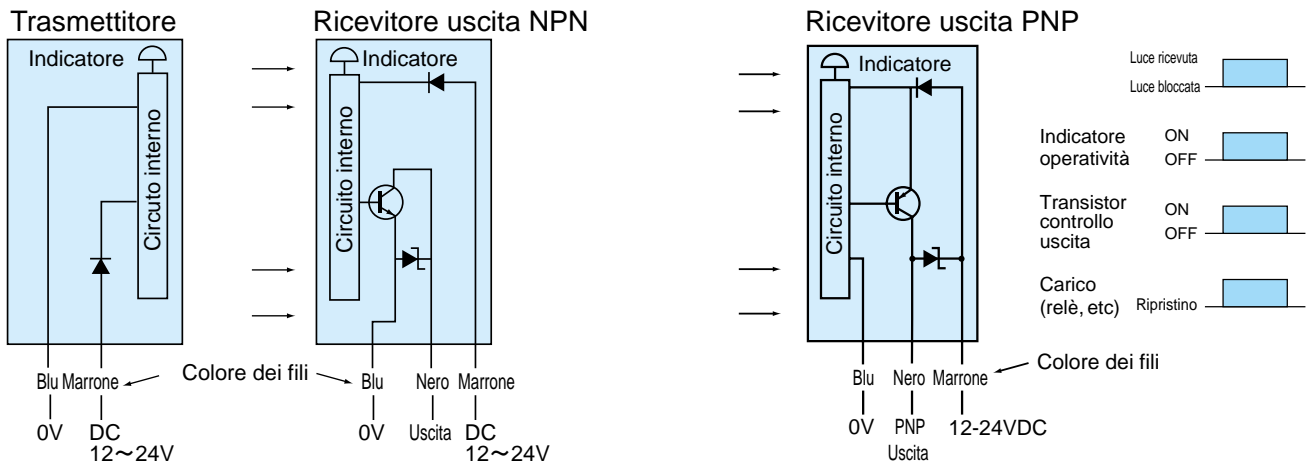 Trasmettitore
Indicatore
Circuito interno
Blu Marrone
0V DC
12～24V
Colore dei fili
Ricevitore uscita NPN
Indicatore
Circuito interno
Blu Nero Marrone
0V Uscita DC
12～24V
Ricevitore uscita PNP
Indicatore
Circuito interno
Blu Nero Marrone
0V PNP 12-24VDC
Uscita
Colore dei fili
Luce ricevuta
Luce bloccata
Indicatore ON
operatività OFF
Transistor ON
controllo OFF
uscita
Carico
(relè, etc) Ripristino